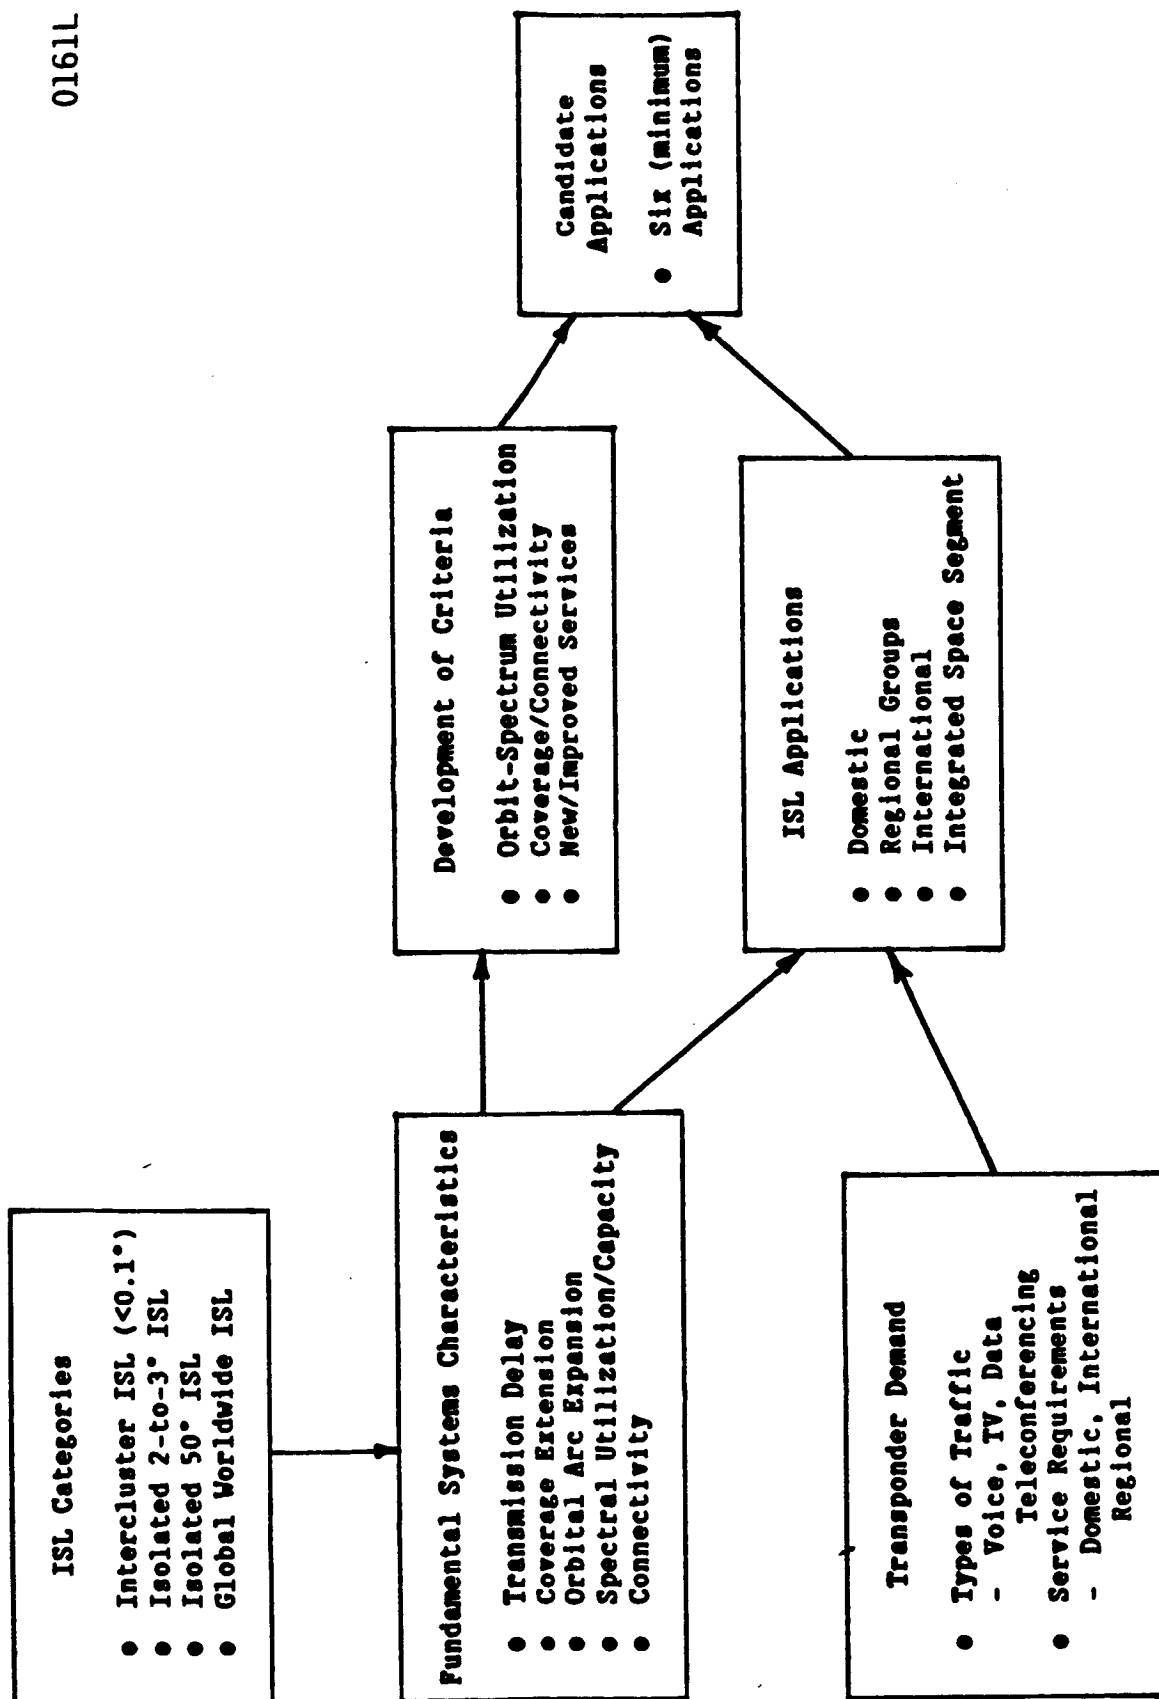 0161L
ISL Categories
● Intercluster ISL (<0.1°)
● Isolated 2-to-3° ISL
● Isolated 50° ISL
● Global Worldwide ISL
Fundamental Systems Characteristics
● Transmission Delay
● Coverage Extension
● Orbital Arc Expansion
● Spectral Utilization/Capacity
● Connectivity
Transponder Demand
● Types of Traffic
- Voice, TV, Data
Teleconferencing
● Service Requirements
- Domestic, International
Regional
Development of Criteria
● Orbit-Spectrum Utilization
● Coverage/Connectivity
● New/Improved Services
ISL Applications
● Domestic
● Regional Groups
● International
● Integrated Space Segment
Candidate
Applications
● Six (minimum)
Applications